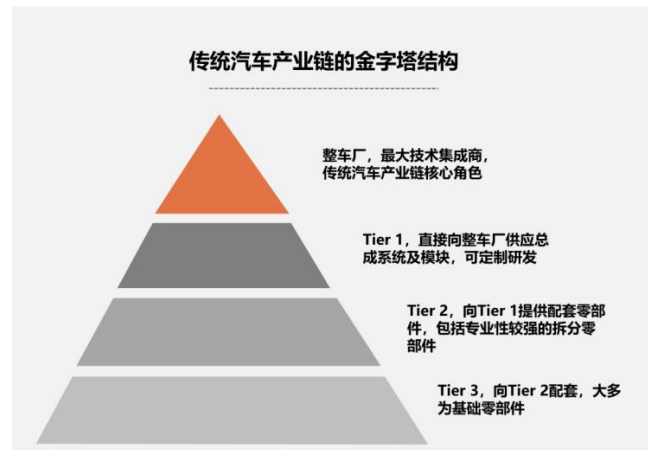 传统汽车产业链的金字塔结构
整车厂，最大技术集成商，
传统汽车产业链核心角色
Tier 1，直接向整车厂供应总
成系统及模块，可定制研发
Tier 2，向Tier 1提供配套零部
件，包括专业性较强的拆分零
部件
Tier 3，向Tier 2配套，大多
为基础零部件